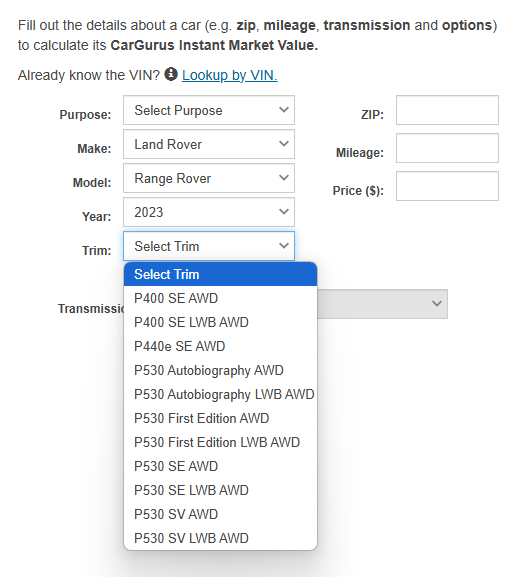 Fill out the details about a car (e.g. zip, mileage, transmission and options)
to calculate its CarGurus Instant Market Value.
Already know the VIN? Lookup by VIN.
Purpose: Select Purpose
ZIP:
Make: Land Rover
Mileage:
Model: Range Rover
Price ($):
Year: 2023
Trim: Select Trim
Select Trim
P400 SE AWD
Transmissi
P400 SE LWB AWD
P440e SE AWD
P530 Autobiography AWD
P530 Autobiography LWB AWD
P530 First Edition AWD
P530 First Edition LWB AWD
P530 SE AWD
P530 SE LWB AWD
P530 SV AWD
P530 SV LWB AWD